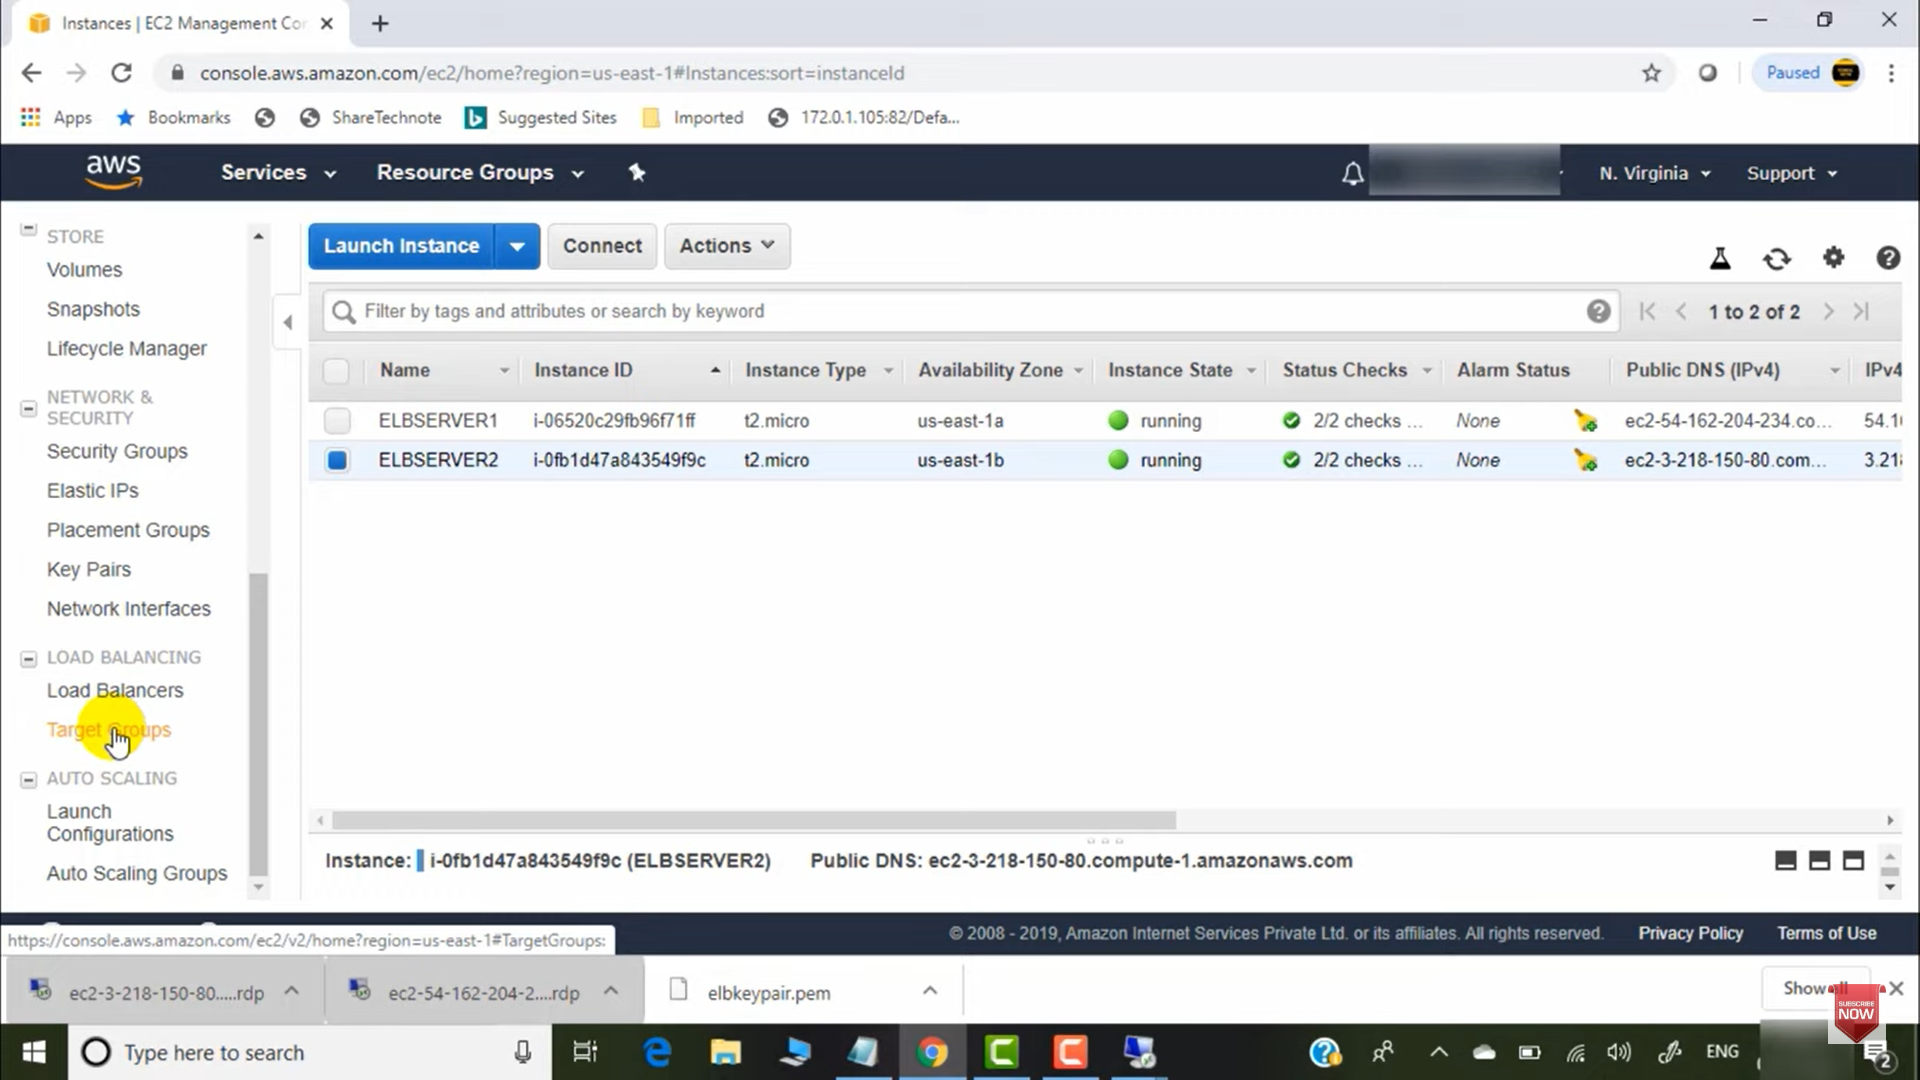 Instances | EC2 Management Cor
console.aws.amazon.com/ec2/home?region=us-east-1#Instances:sort=instanceId
Paused
Apps
Bookmarks
ShareTechnote
Suggested Sites
Imported
172.0.1.105:82/Defa...
aws
Services
Resource Groups
N. Virginia
Support
STORE
Volumes
Snapshots
Lifecycle Manager
NETWORK &
SECURITY
Security Groups
Elastic IPs
Placement Groups
Key Pairs
Network Interfaces
LOAD BALANCING
Load Balancers
Target Groups
AUTO SCALING
Launch
Configurations
Auto Scaling Groups
Launch Instance
Connect
Actions
Filter by tags and attributes or search by keyword
1 to 2 of 2
Name Instance ID Instance Type Availability Zone Instance State Status Checks Alarm Status Public DNS (IPv4) IPv4
ELBSERVER1 i-06520c29fb96f71ff t2.micro us-east-1a running 2/2 checks ... None ec2-54-162-204-234.co... 54.1
ELBSERVER2 i-0fb1d47a843549f9c t2.micro us-east-1b running 2/2 checks ... None ec2-3-218-150-80.com... 3.218
Instance: i-0fb1d47a843549f9c (ELBSERVER2) Public DNS: ec2-3-218-150-80.compute-1.amazonaws.com
https://console.aws.amazon.com/ec2/v2/home?region=us-east-1#TargetGroups:
© 2008 - 2019, Amazon Internet Services Private Ltd. or its affiliates. All rights reserved.
Privacy Policy
Terms of Use
ec2-3-218-150-80.....rdp
ec2-54-162-204-2....rdp
elbkeypair.pem
Show all
SUBSCRIBE
NOW
Type here to search
ENG
2